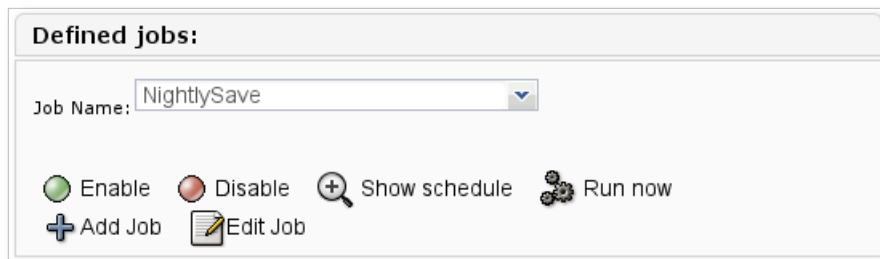 Defined jobs:
Job Name: NightlySave
Enable Disable Show schedule Run now
Add Job Edit Job